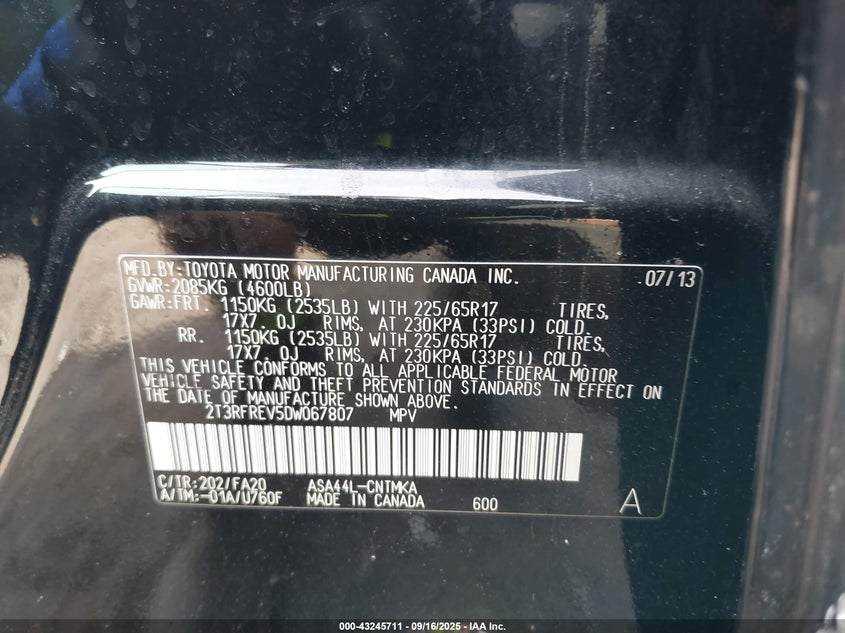 MFD.BY:TOYOTA MOTOR MANUFACTURING CANADA INC. 07/13
GVWR:2085KG (4600LB)
GAWR:FRT. 1150KG (2535LB) WITH 225/65R17 TIRES,
17X7.0J RIMS, AT 230KPA (33PSI) COLD.
RR. 1150KG (2535LB) WITH 225/65R17 TIRES,
17X7.0J RIMS, AT 230KPA (33PSI) COLD.
THIS VEHICLE CONFORMS TO ALL APPLICABLE FEDERAL MOTOR
VEHICLE SAFETY AND THEFT PREVENTION STANDARDS IN EFFECT ON
THE DATE OF MANUFACTURE SHOWN ABOVE.
2T3RFREV5DW067807 MPV
C/TR:202/FA20 ASA44L-CNTMKA
A/TM:-01A/U760F MADE IN CANADA 600 A
000-43245711 - 09/16/2025 - IAA Inc.